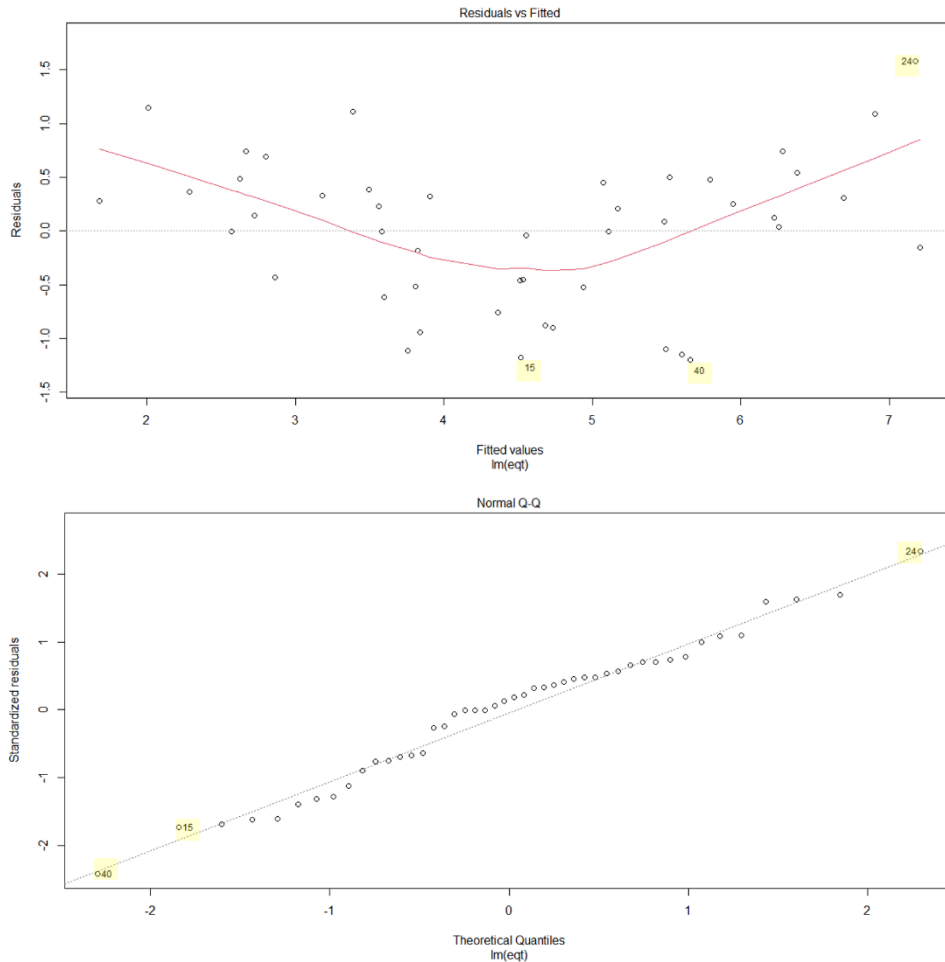 Residuals vs Fitted
Residuals
1.5
1.0
0.5
0.0
-0.5
-1.0
-1.5
24
15
40
2 3 4 5 6 7
Fitted values
lm(eqt)
Normal Q-Q
Standardized residuals
2
1
0
-1
-2
24
15
40
-2 -1 0 1 2
Theoretical Quantiles
lm(eqt)